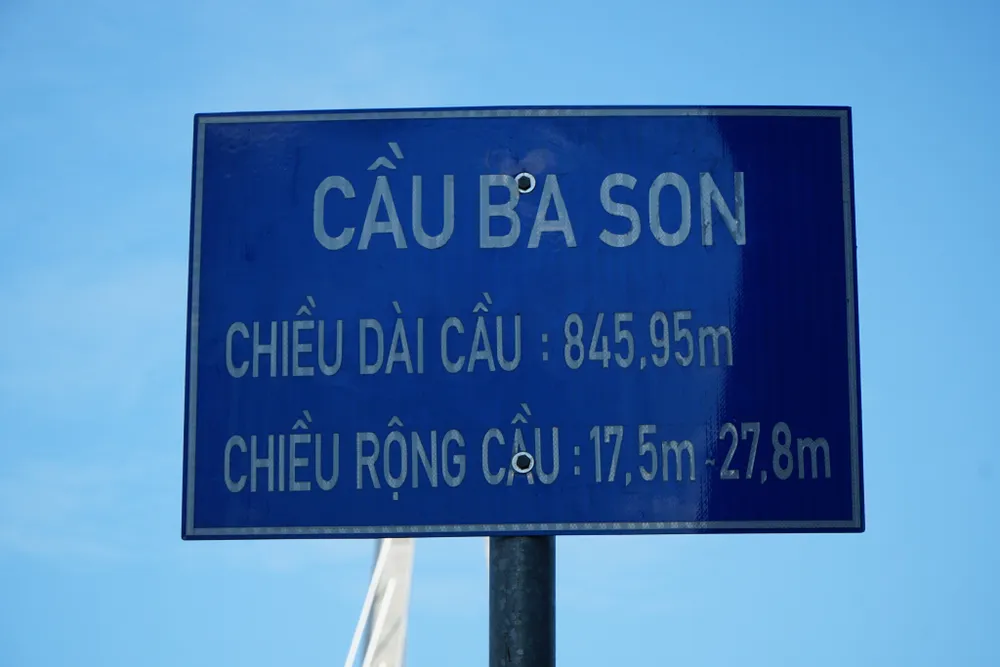 CẦU BA SON
CHIỀU DÀI CẦU : 845,95m
CHIỀU RỘNG CẦU : 17,5m ~ 27,8m